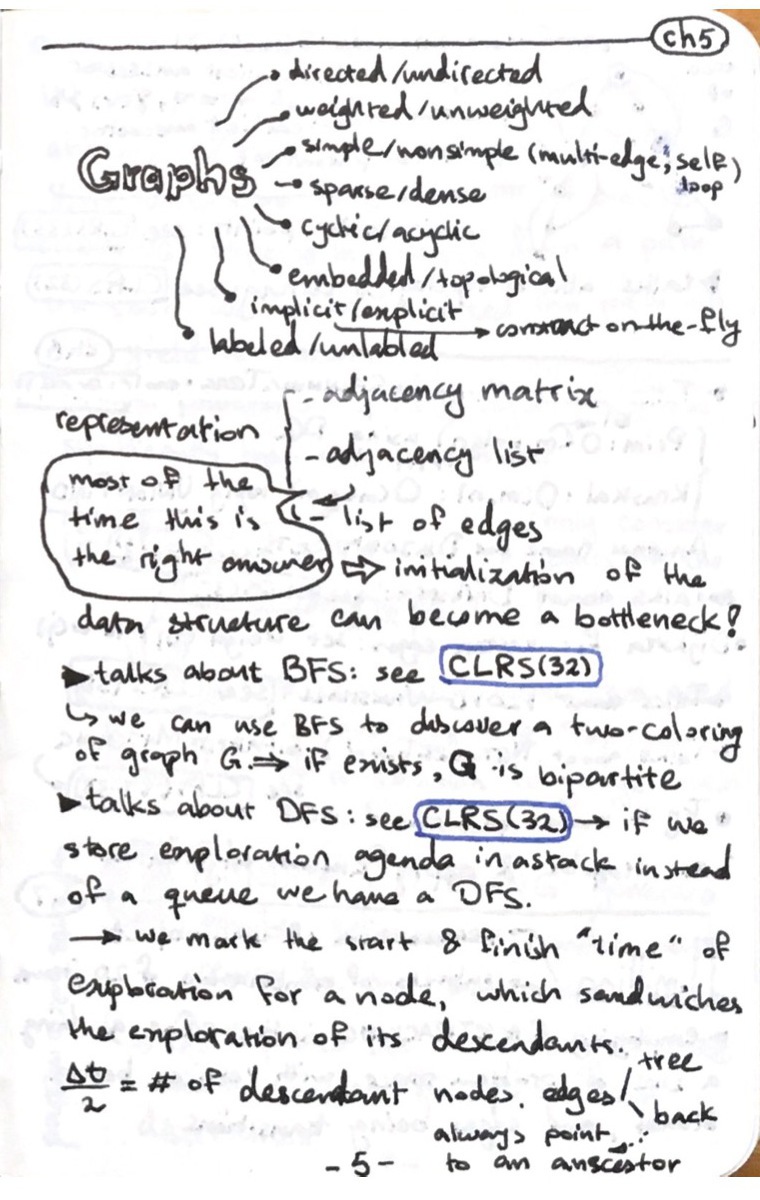 ch5
directed/undirected
weighted/unweighted
Graphs
simple/nonsimple (multi-edge, self loop)
sparse/dense
cyclic/acyclic
embedded/topological
implicit/explicit → construct on-the-fly
labeled/unlabled
representation
- adjacency matrix
- adjacency list
- list of edges
most of the
time this is
the right answer
⇒ initialization of the
data structure can become a bottleneck!
▶ talks about BFS: see CLRS(32)
↳ we can use BFS to discover a two-coloring
of graph G. ⇒ if exists, G is bipartite
▶ talks about DFS: see CLRS(32) → if we
store exploration agenda in a stack instead
of a queue we have a DFS.
→ we mark the start & finish "time" of
exploration for a node, which sandwiches
the exploration of its descendants.
Δt/2 = # of descendant nodes. edges / tree
\ back
always point
to an anscestor
- 5 -